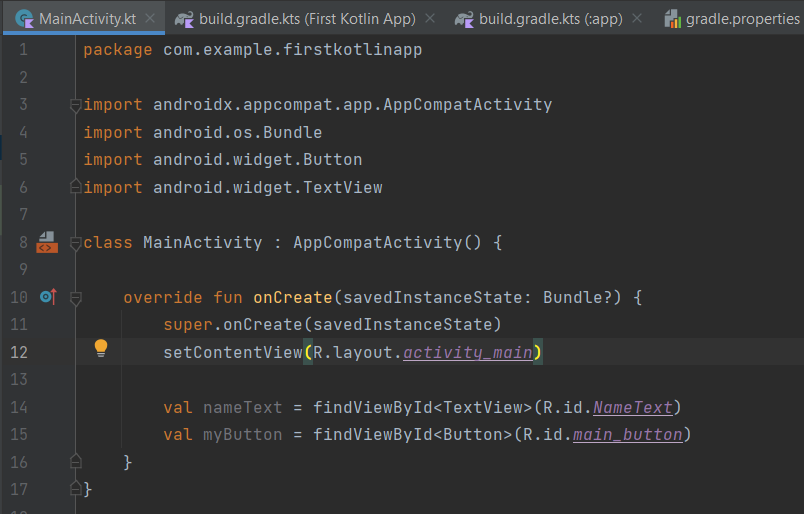 MainActivity.kt build.gradle.kts (First Kotlin App) build.gradle.kts (:app) gradle.properties
1 package com.example.firstkotlinapp
2
3 import androidx.appcompat.app.AppCompatActivity
4 import android.os.Bundle
5 import android.widget.Button
6 import android.widget.TextView
7
8 class MainActivity : AppCompatActivity() {
9
10 override fun onCreate(savedInstanceState: Bundle?) {
11 super.onCreate(savedInstanceState)
12 setContentView(R.layout.activity_main)
13
14 val nameText = findViewById<TextView>(R.id.NameText)
15 val myButton = findViewById<Button>(R.id.main_button)
16 }
17 }